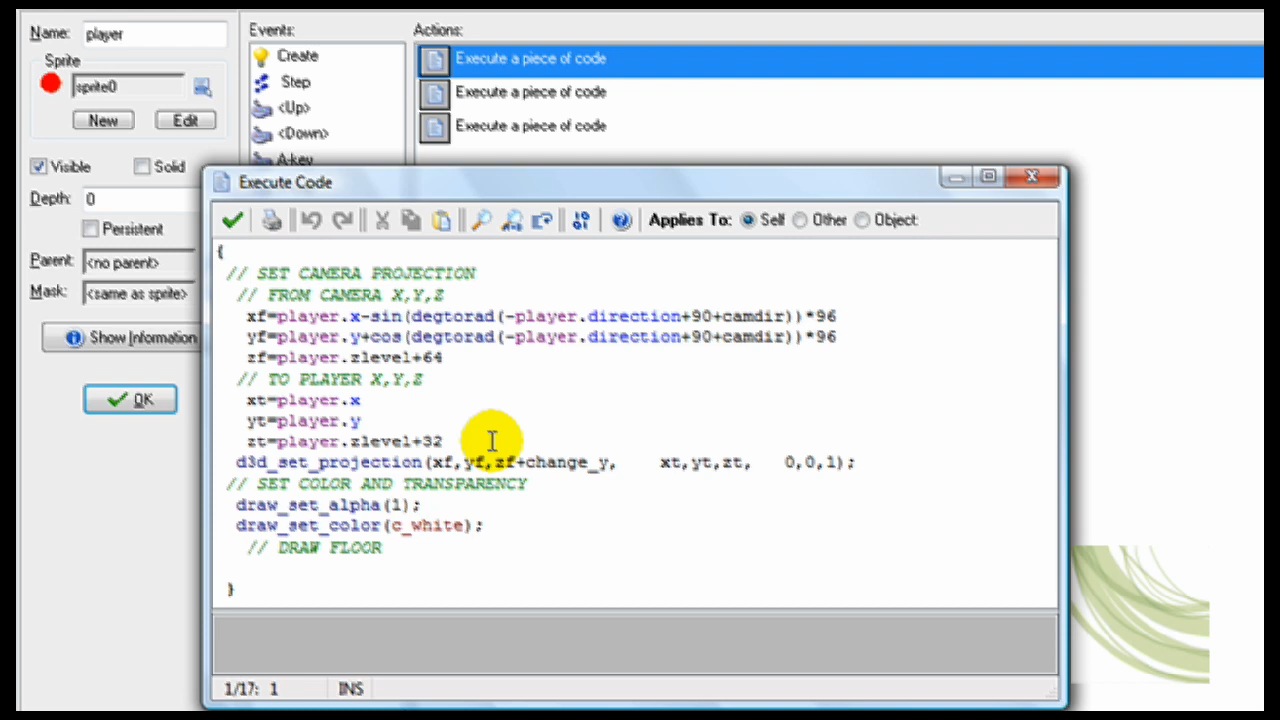 Name: player
Sprite
sprite0
New Edit
Visible Solid
Depth: 0
Persistent
Parent: <no parent>
Mask: <same as sprite>
Show Information
OK
Events:
Create
Step
<Up>
<Down>
A-key
Actions:
Execute a piece of code
Execute a piece of code
Execute a piece of code
Execute Code
Applies To: Self Other Object
{
// SET CAMERA PROJECTION
// FROM CAMERA X,Y,Z
xf=player.x-sin(degtorad(-player.direction+90+camdir))*96
yf=player.y+cos(degtorad(-player.direction+90+camdir))*96
zf=player.zlevel+64
// TO PLAYER X,Y,Z
xt=player.x
yt=player.y
zt=player.zlevel+32
d3d_set_projection(xf,yf,zf+change_y, xt,yt,zt, 0,0,1);
// SET COLOR AND TRANSPARENCY
draw_set_alpha(1);
draw_set_color(c_white);
// DRAW FLOOR
}
1/17: 1 INS